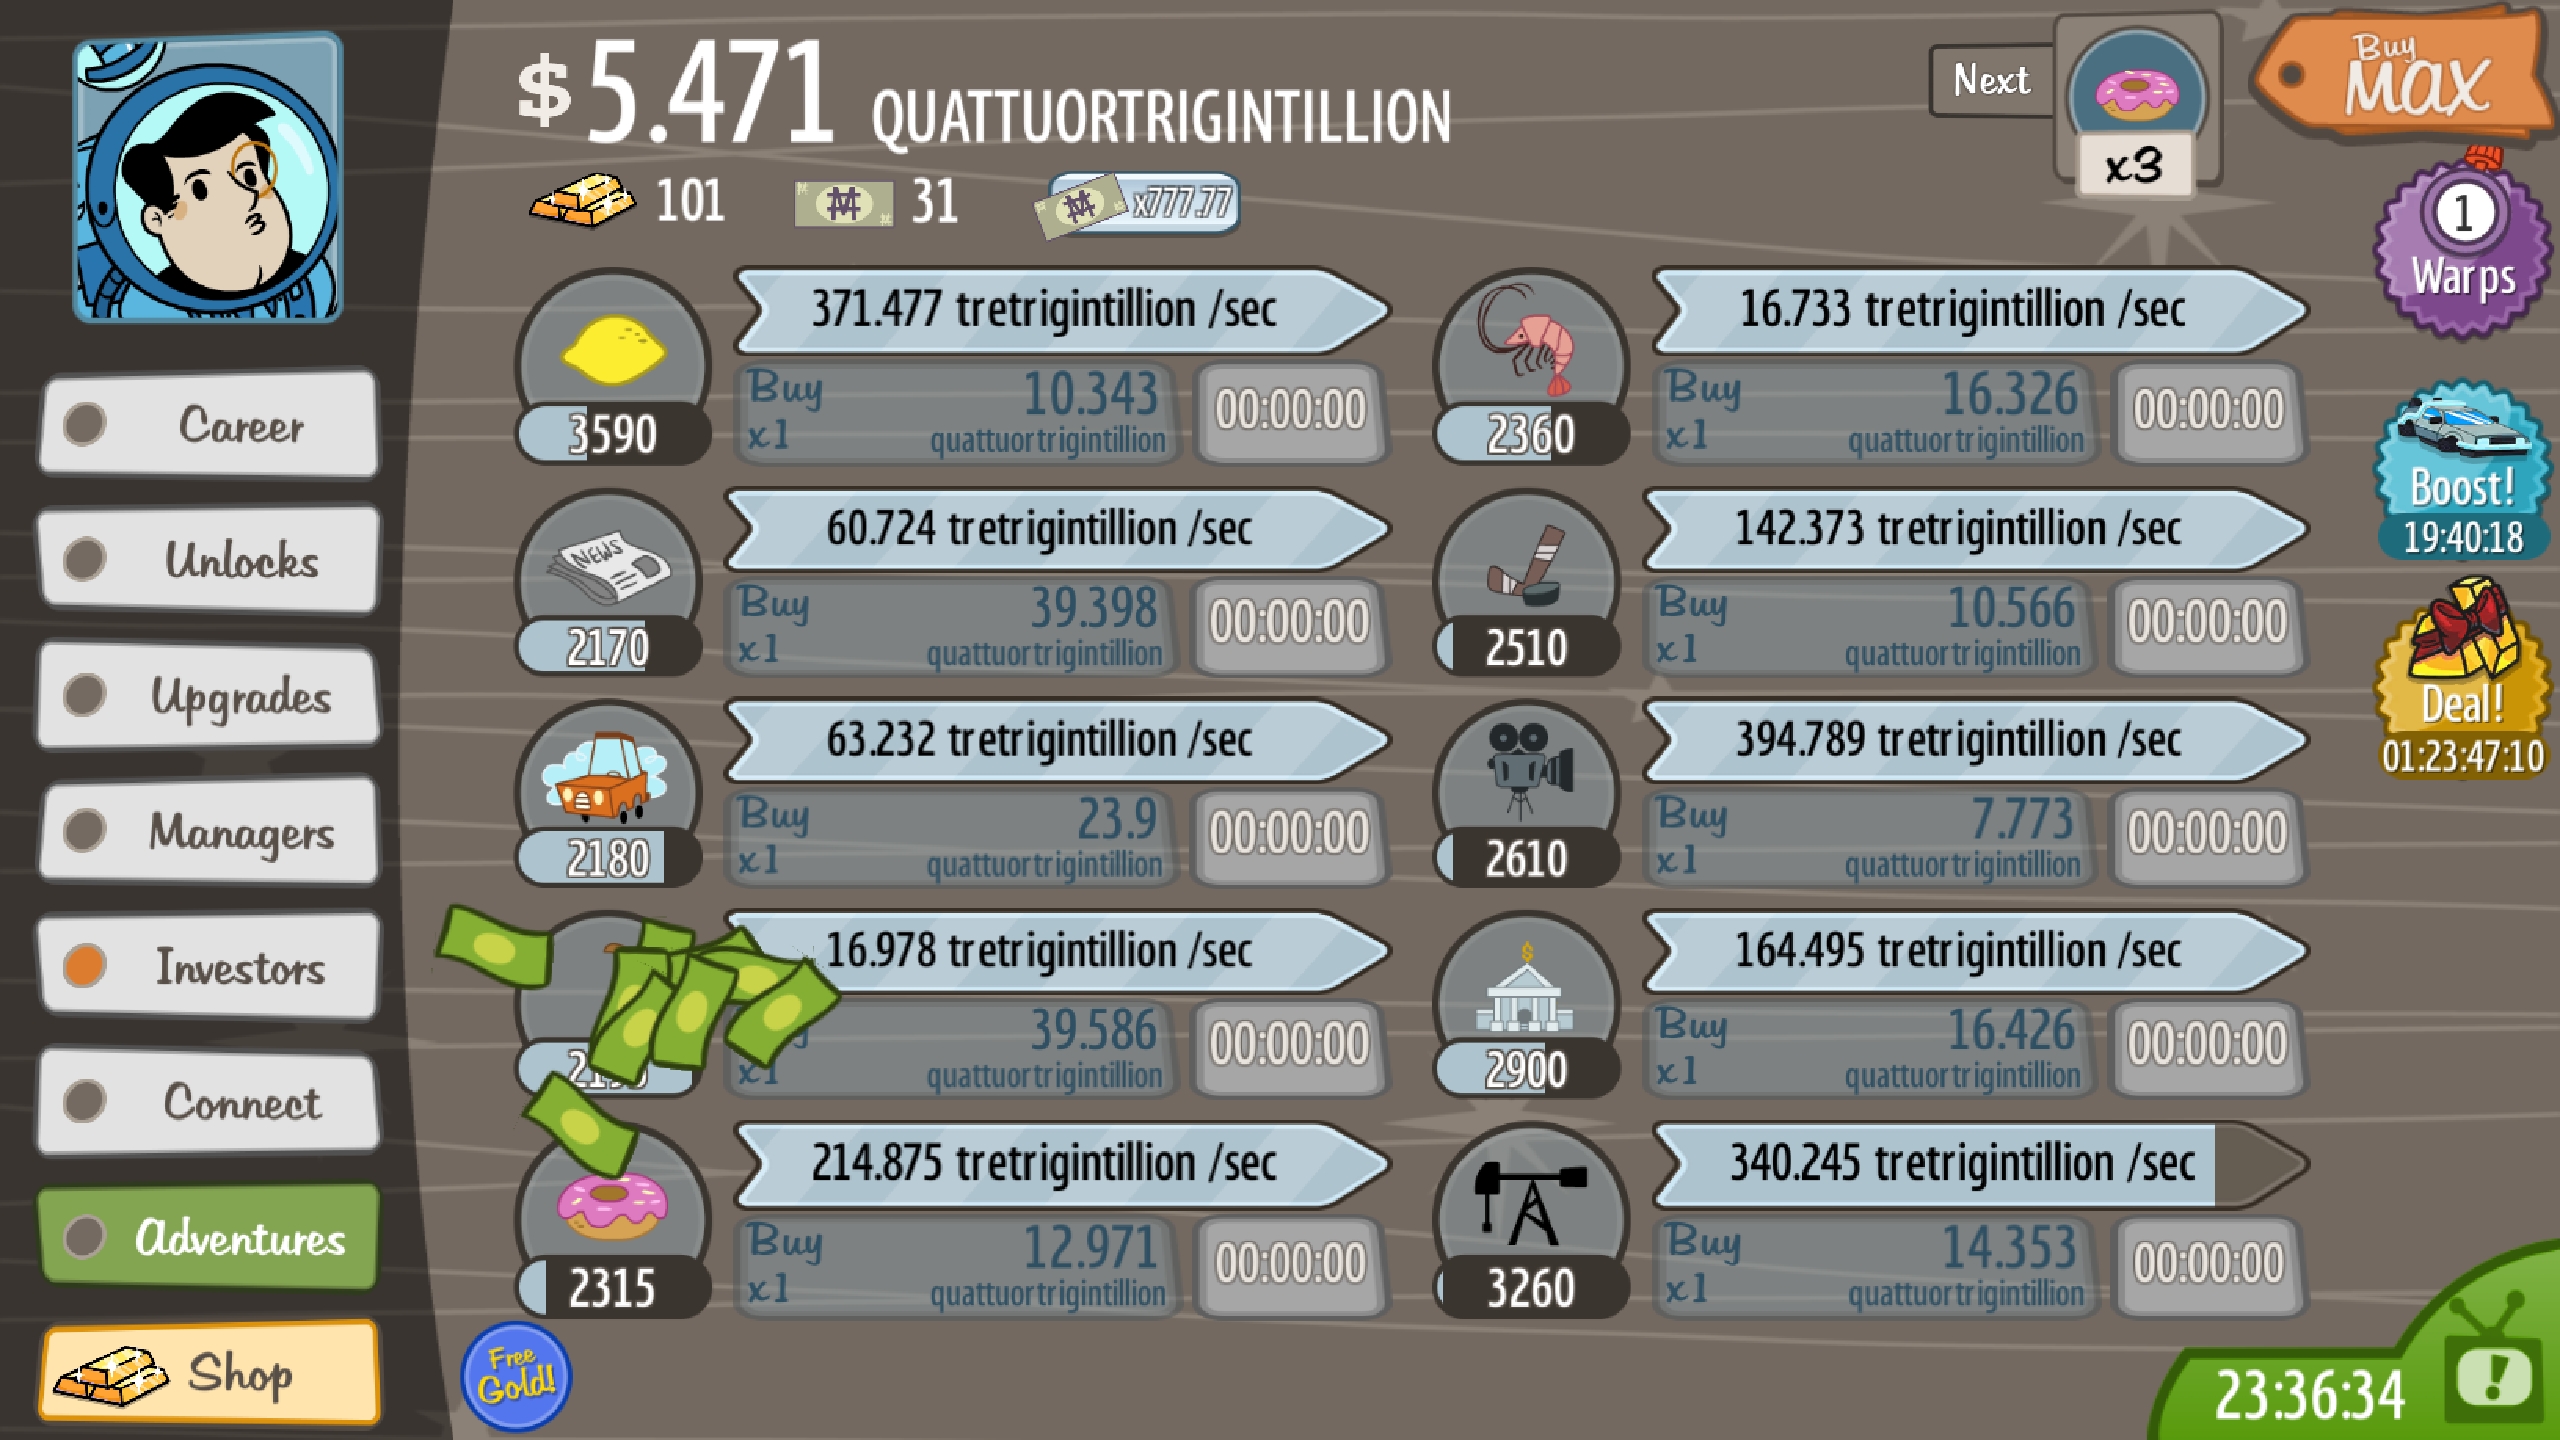 $5.471 QUATTUORTRIGINTILLION
Next
x3
Buy
MAX
101
31
x777.77
1
Warps
Boost!
19:40:18
Deal!
01:23:47:10
Career
Unlocks
Upgrades
Managers
Investors
Connect
Adventures
Shop
371.477 tretrigintillion /sec
3590
Buy
x1
10.343
quattuortrigintillion
00:00:00
16.733 tretrigintillion /sec
2360
Buy
x1
16.326
quattuortrigintillion
00:00:00
NEWS
60.724 tretrigintillion /sec
2170
Buy
x1
39.398
quattuortrigintillion
00:00:00
142.373 tretrigintillion /sec
2510
Buy
x1
10.566
quattuortrigintillion
00:00:00
63.232 tretrigintillion /sec
2180
Buy
x1
23.9
quattuortrigintillion
00:00:00
394.789 tretrigintillion /sec
2610
Buy
x1
7.773
quattuortrigintillion
00:00:00
16.978 tretrigintillion /sec
x1
39.586
quattuortrigintillion
00:00:00
164.495 tretrigintillion /sec
2900
Buy
x1
16.426
quattuortrigintillion
00:00:00
214.875 tretrigintillion /sec
2315
Buy
x1
12.971
quattuortrigintillion
00:00:00
340.245 tretrigintillion /sec
3260
Buy
x1
14.353
quattuortrigintillion
00:00:00
Free
Gold!
23:36:34